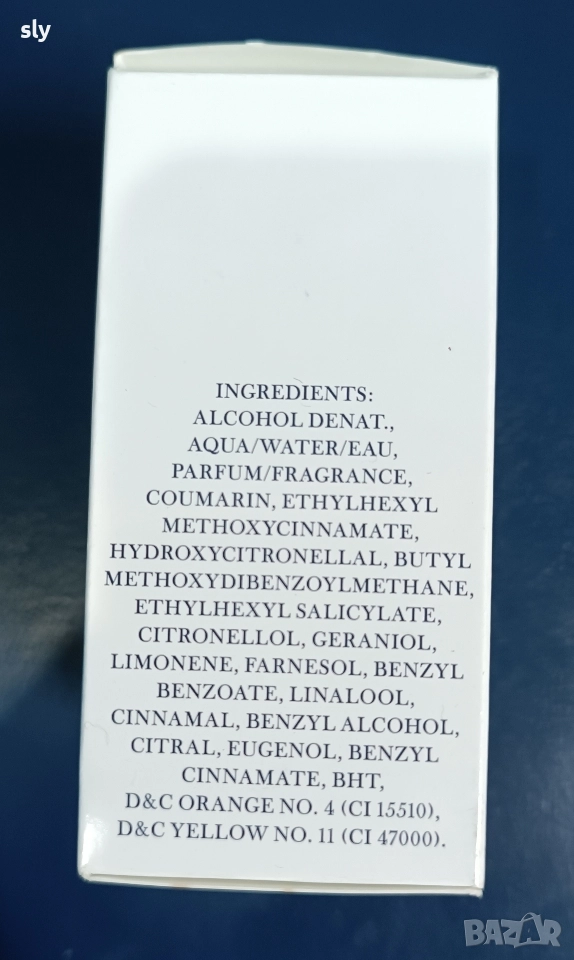 sly
INGREDIENTS:
ALCOHOL DENAT.,
AQUA/WATER/EAU,
PARFUM/FRAGRANCE,
COUMARIN, ETHYLHEXYL
METHOXYCINNAMATE,
HYDROXYCITRONELLAL, BUTYL
METHOXYDIBENZOYLMETHANE,
ETHYLHEXYL SALICYLATE,
CITRONELLOL, GERANIOL,
LIMONENE, FARNESOL, BENZYL
BENZOATE, LINALOOL,
CINNAMAL, BENZYL ALCOHOL,
CITRAL, EUGENOL, BENZYL
CINNAMATE, BHT,
D&C ORANGE NO. 4 (CI 15510),
D&C YELLOW NO. 11 (CI 47000).
BAZAR